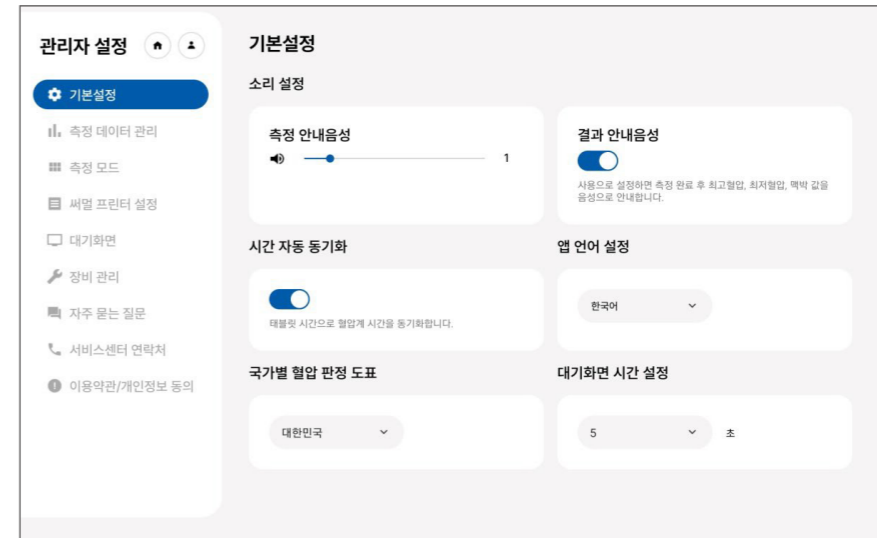 관리자 설정
기본설정
측정 데이터 관리
측정 모드
써멀 프린터 설정
대기화면
장비 관리
자주 묻는 질문
서비스센터 연락처
이용약관/개인정보 동의
기본설정
소리 설정
측정 안내음성
1
결과 안내음성
사용으로 설정하면 측정 완료 후 최고혈압, 최저혈압, 맥박 값을
음성으로 안내합니다.
시간 자동 동기화
태블릿 시간으로 혈압계 시간을 동기화합니다.
앱 언어 설정
한국어
국가별 혈압 판정 도표
대한민국
대기화면 시간 설정
5 초